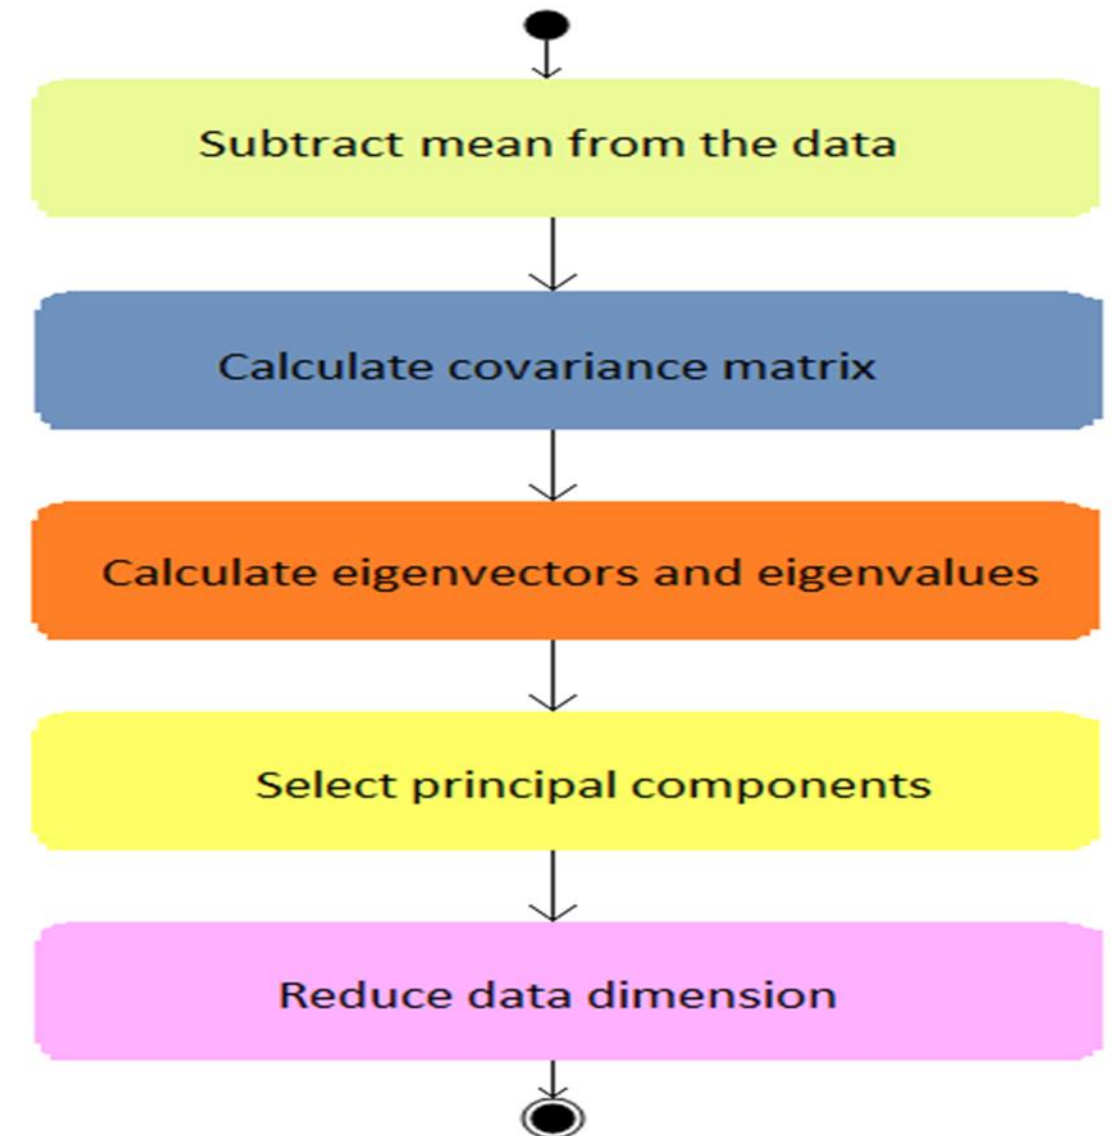 Subtract mean from the data
Calculate covariance matrix
Calculate eigenvectors and eigenvalues
Select principal components
Reduce data dimension